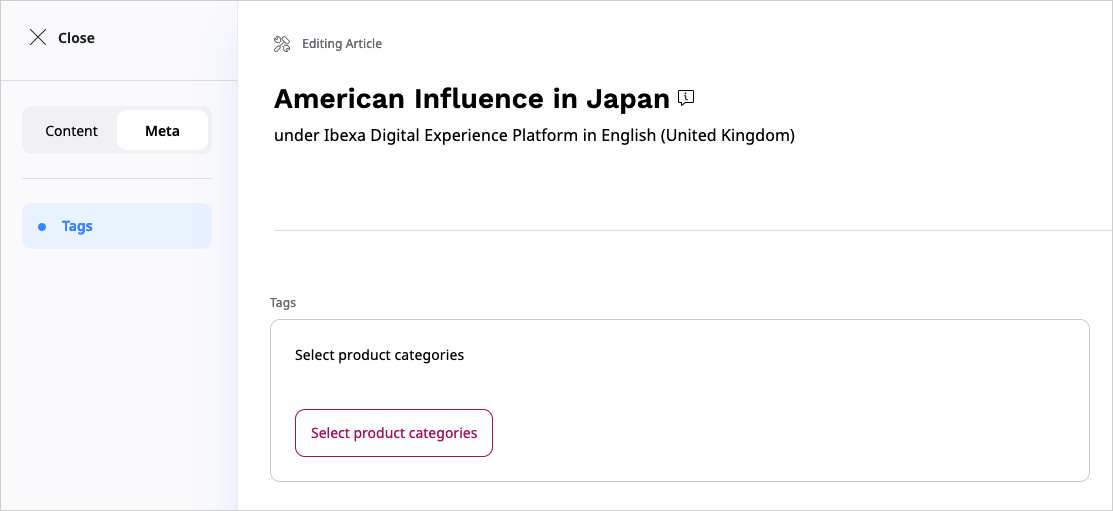 Close
Content
Meta
Tags
Editing Article
American Influence in Japan
under Ibexa Digital Experience Platform in English (United Kingdom)
Tags
Select product categories
Select product categories